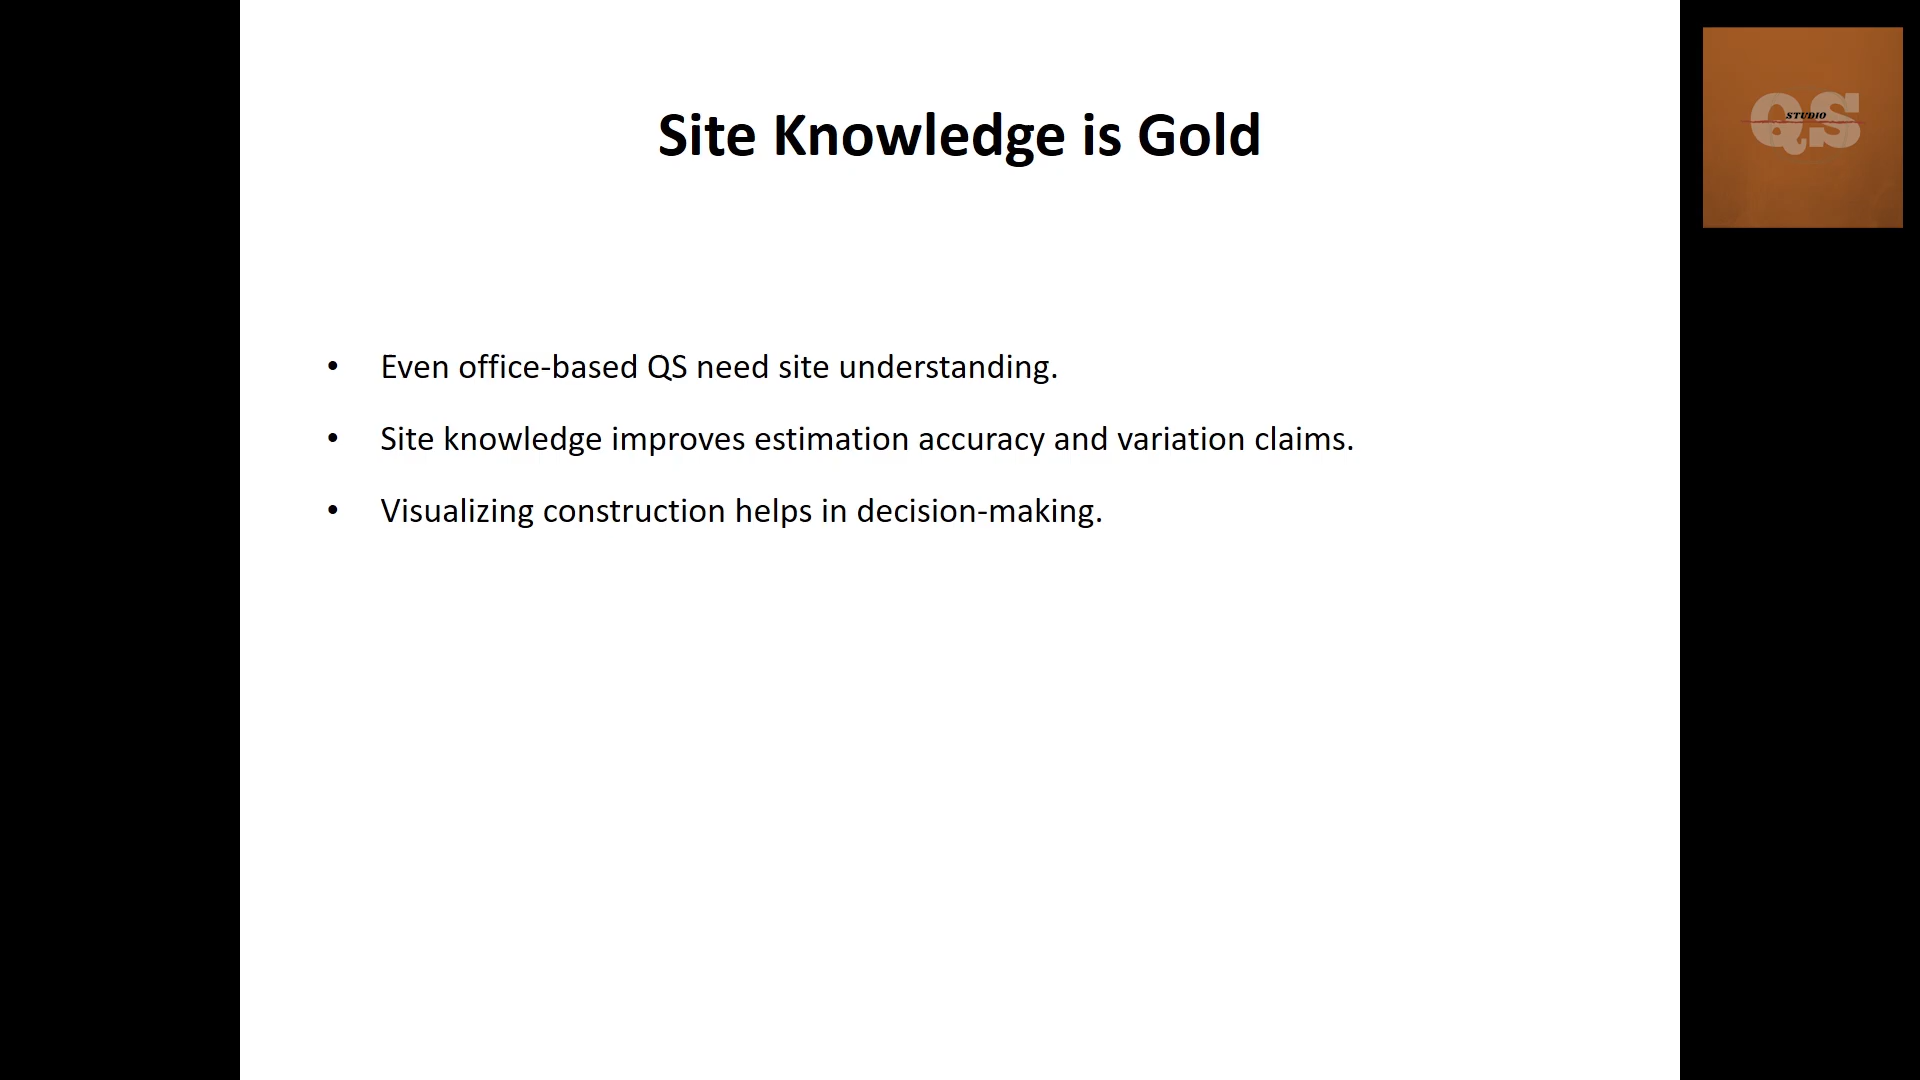 Site Knowledge is Gold
QS
STUDIO
• Even office-based QS need site understanding.
• Site knowledge improves estimation accuracy and variation claims.
• Visualizing construction helps in decision-making.